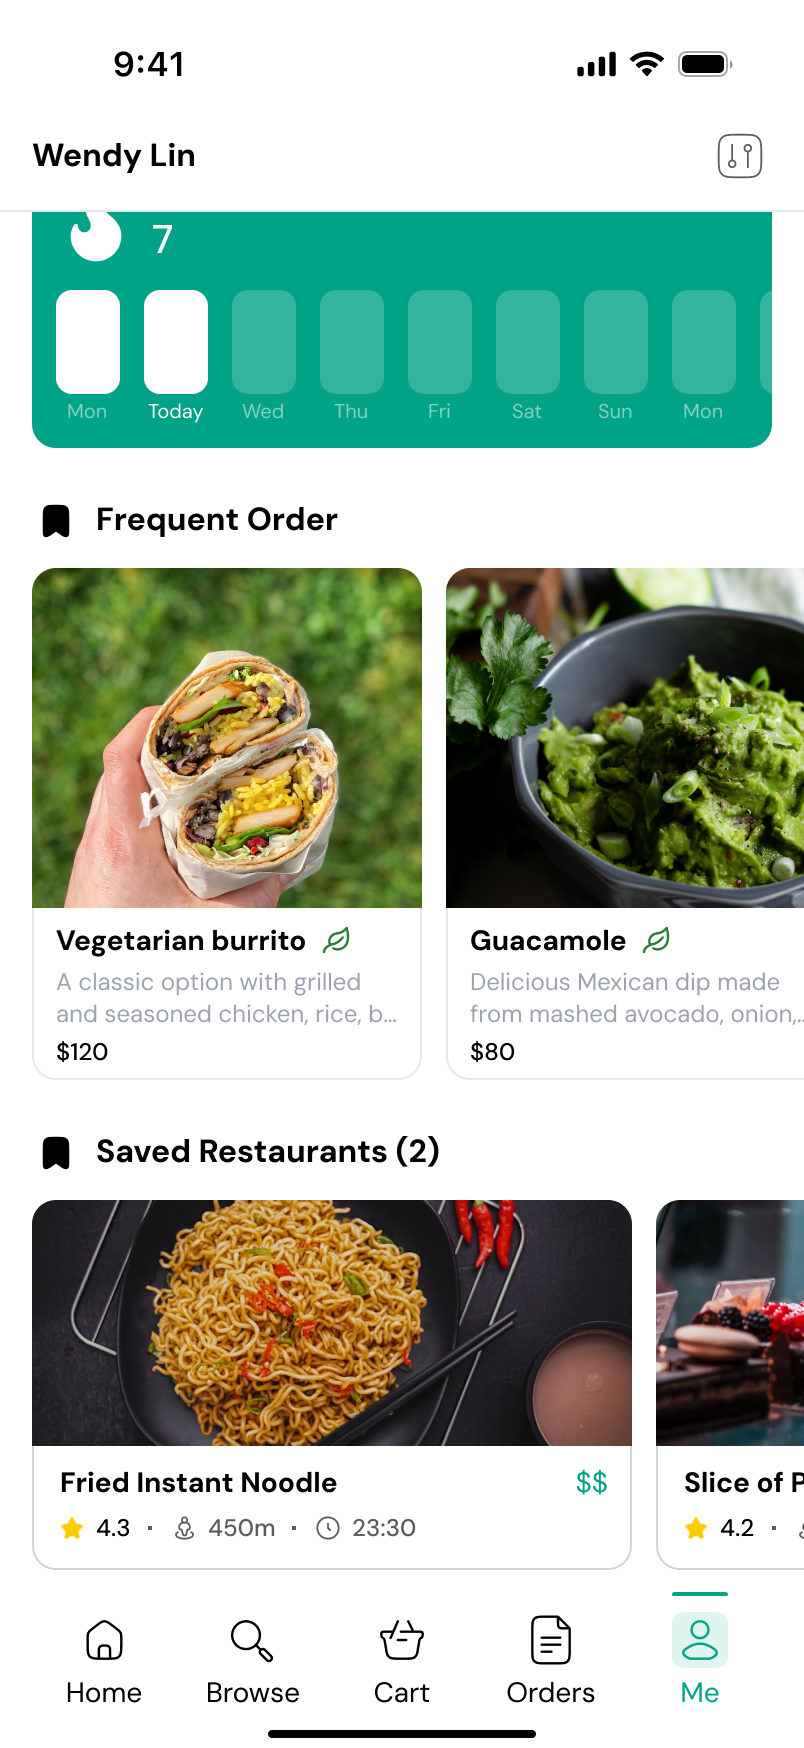 9:41
Wendy Lin
7
Mon Today Wed Thu Fri Sat Sun Mon
Frequent Order
Vegetarian burrito
A classic option with grilled
and seasoned chicken, rice, b...
$120
Guacamole
Delicious Mexican dip made
from mashed avocado, onion,...
$80
Saved Restaurants (2)
Fried Instant Noodle $$
4.3 · 450m · 23:30
Slice of P
4.2 ·
Home Browse Cart Orders Me